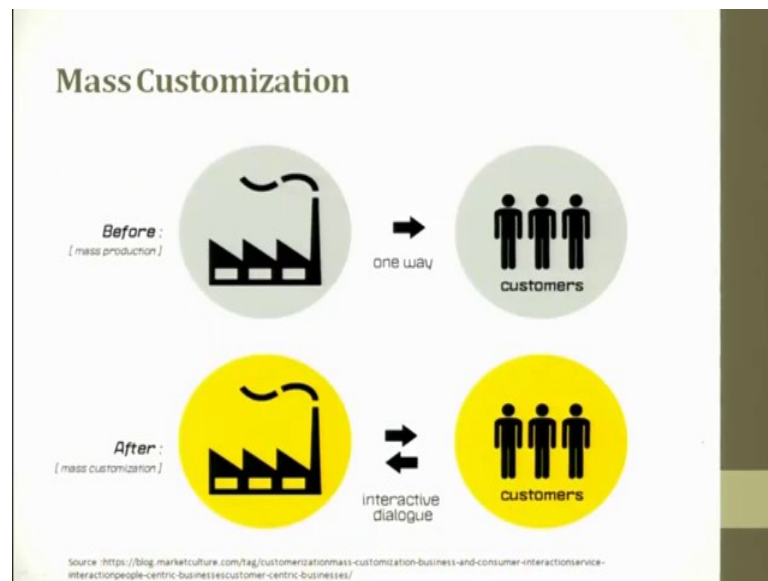 Mass Customization
Before :
[ mass production ]
one way
customers
After :
[ mass customization ]
interactive
dialogue
customers
Source :https://blog.marketculture.com/tag/customerizationmass-customization-business-and-consumer-interactionservice-
interactionpeople-centric-businessescustomer-centric-businesses/